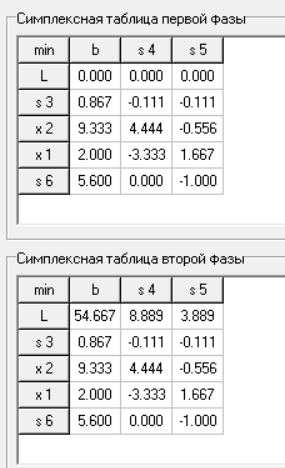 Симплексная таблица первой фазы
min b s 4 s 5
L 0.000 0.000 0.000
s 3 0.867 -0.111 -0.111
x 2 9.333 4.444 -0.556
x 1 2.000 -3.333 1.667
s 6 5.600 0.000 -1.000
Симплексная таблица второй фазы
min b s 4 s 5
L 54.667 8.889 3.889
s 3 0.867 -0.111 -0.111
x 2 9.333 4.444 -0.556
x 1 2.000 -3.333 1.667
s 6 5.600 0.000 -1.000